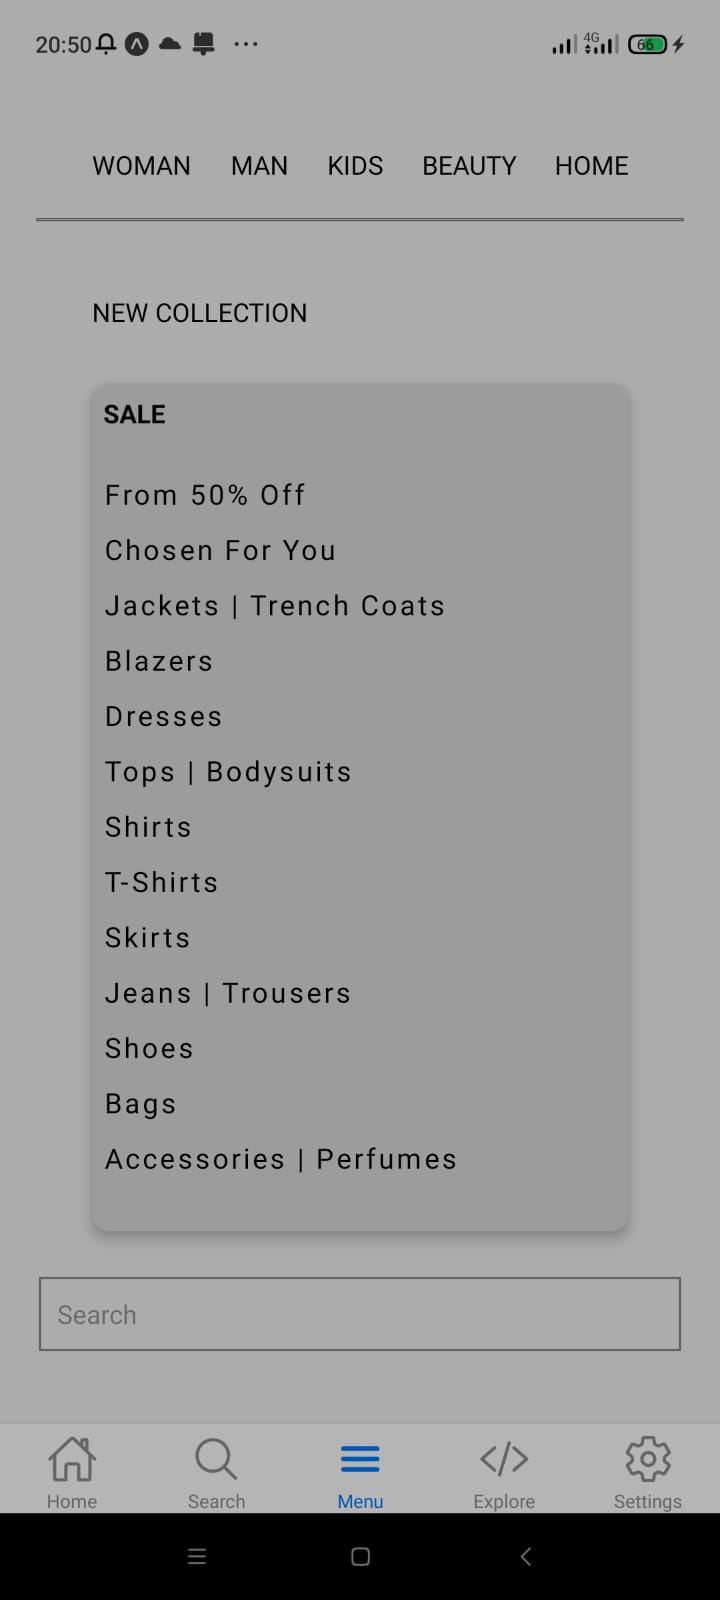 20:50 4G 66
WOMAN MAN KIDS BEAUTY HOME
NEW COLLECTION
SALE
From 50% Off
Chosen For You
Jackets | Trench Coats
Blazers
Dresses
Tops | Bodysuits
Shirts
T-Shirts
Skirts
Jeans | Trousers
Shoes
Bags
Accessories | Perfumes
Search
Home Search Menu Explore Settings